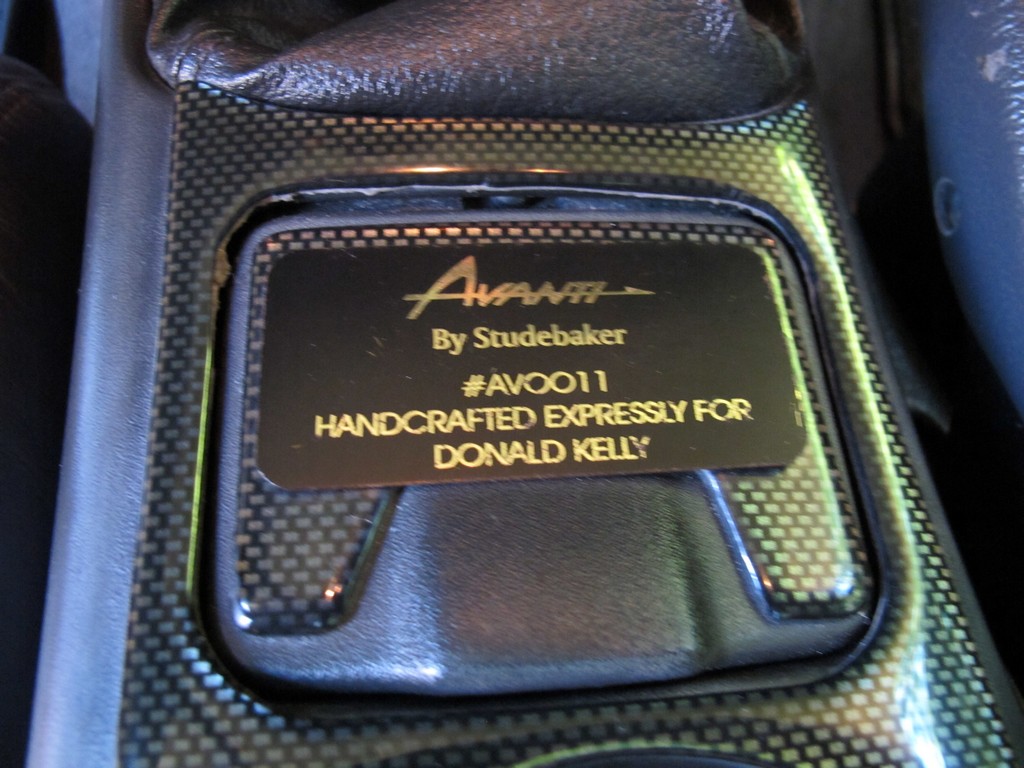 AVANTI
By Studebaker
#AV0011
HANDCRAFTED EXPRESSLY FOR
DONALD KELLY